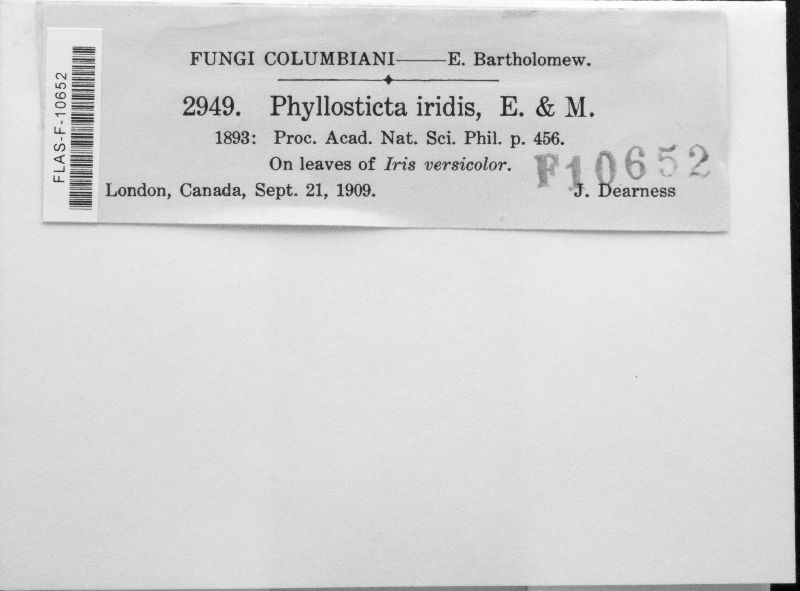 FUNGI COLUMBIANI——E. Bartholomew.
2949. Phyllosticta iridis, E. & M.
1893: Proc. Acad. Nat. Sci. Phil. p. 456.
On leaves of Iris versicolor.
F10652
London, Canada, Sept. 21, 1909. J. Dearness
FLAS-F-10652